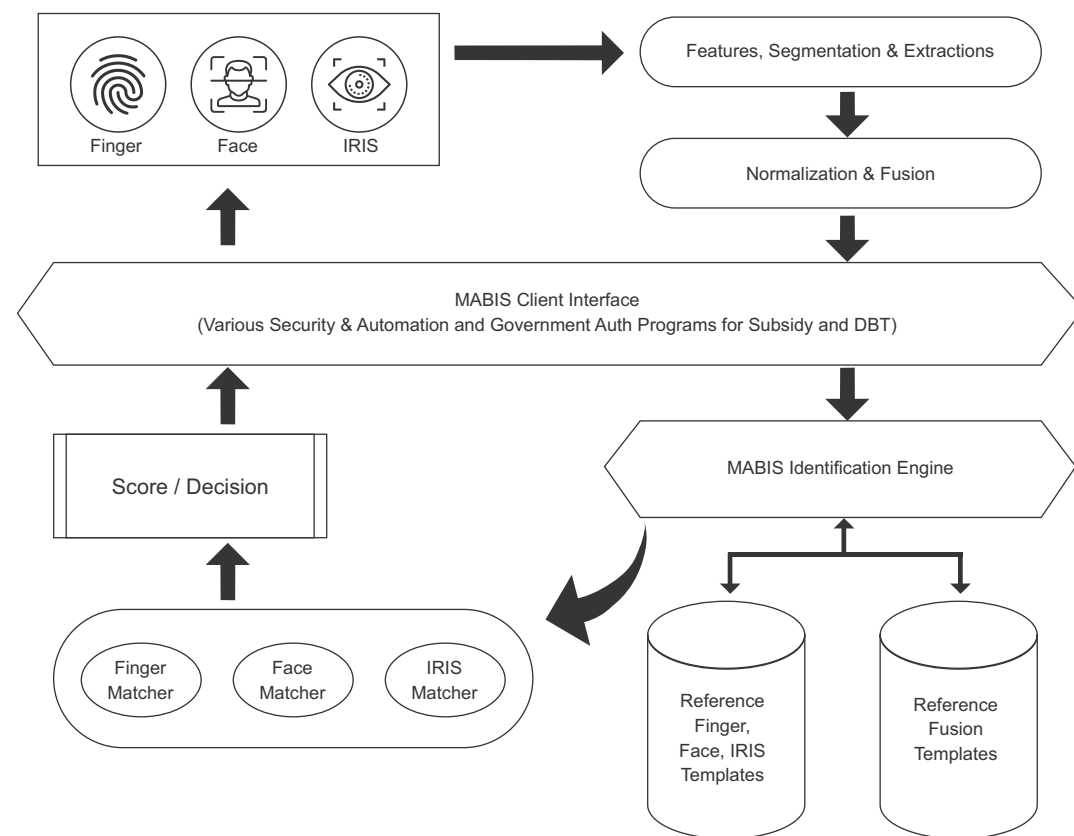 Finger
Face
IRIS
Features, Segmentation & Extractions
Normalization & Fusion
MABIS Client Interface
(Various Security & Automation and Government Auth Programs for Subsidy and DBT)
Score / Decision
MABIS Identification Engine
Finger
Matcher
Face
Matcher
IRIS
Matcher
Reference
Finger,
Face, IRIS
Templates
Reference
Fusion
Templates